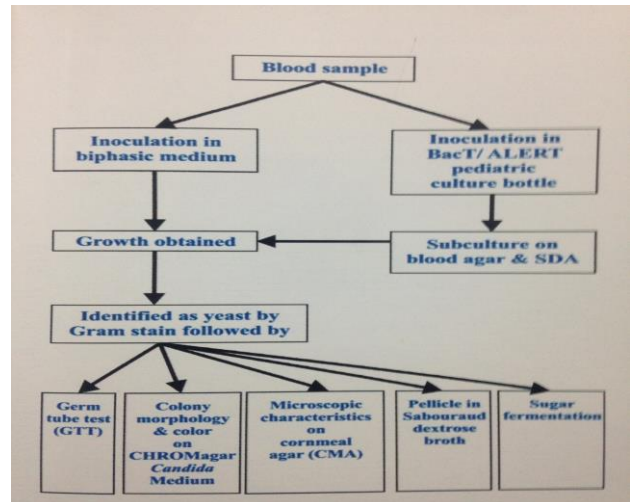 Blood sample
Inoculation in
biphasic medium
Inoculation in
BacT/ ALERT
pediatric
culture bottle
Growth obtained
Subculture on
blood agar & SDA
Identified as yeast by
Gram stain followed by
Germ
tube test
(GTT)
Colony
morphology
& color
on
CHROMagar
Candida
Medium
Microscopic
characteristics
on
cornmeal
agar (CMA)
Pellicle in
Sabouraud
dextrose
broth
Sugar
fermentation